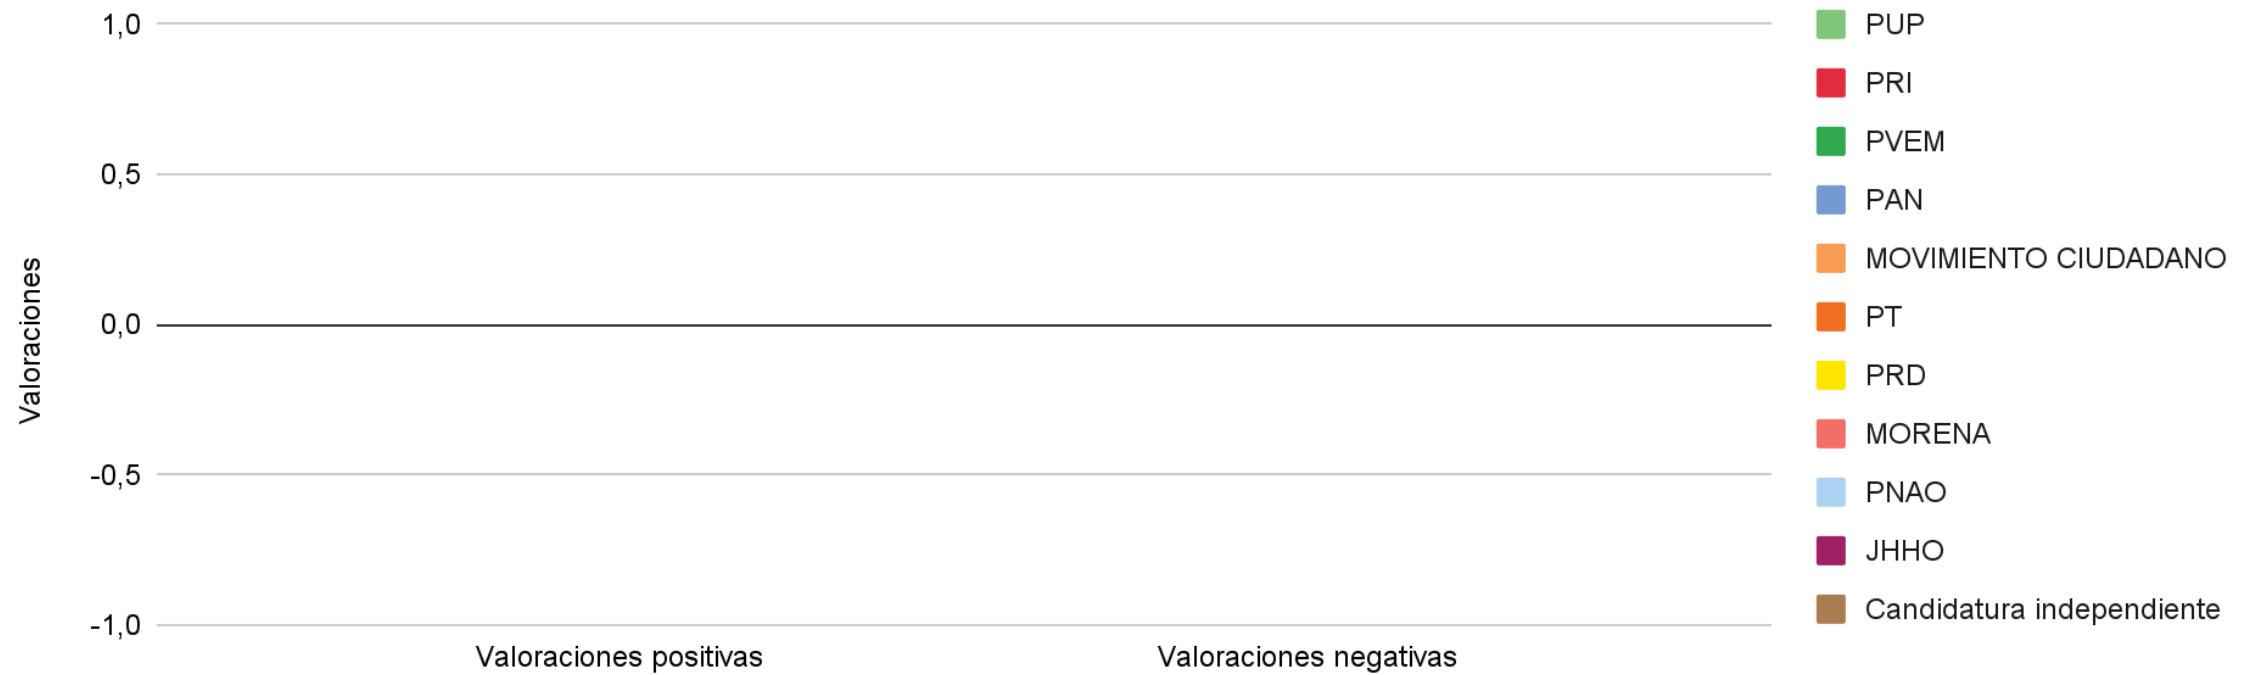 Valoraciones
1,0
0,5
0,0
-0,5
-1,0
Valoraciones positivas
Valoraciones negativas
PUP
PRI
PVEM
PAN
MOVIMIENTO CIUDADANO
PT
PRD
MORENA
PNAO
JHHO
Candidatura independiente